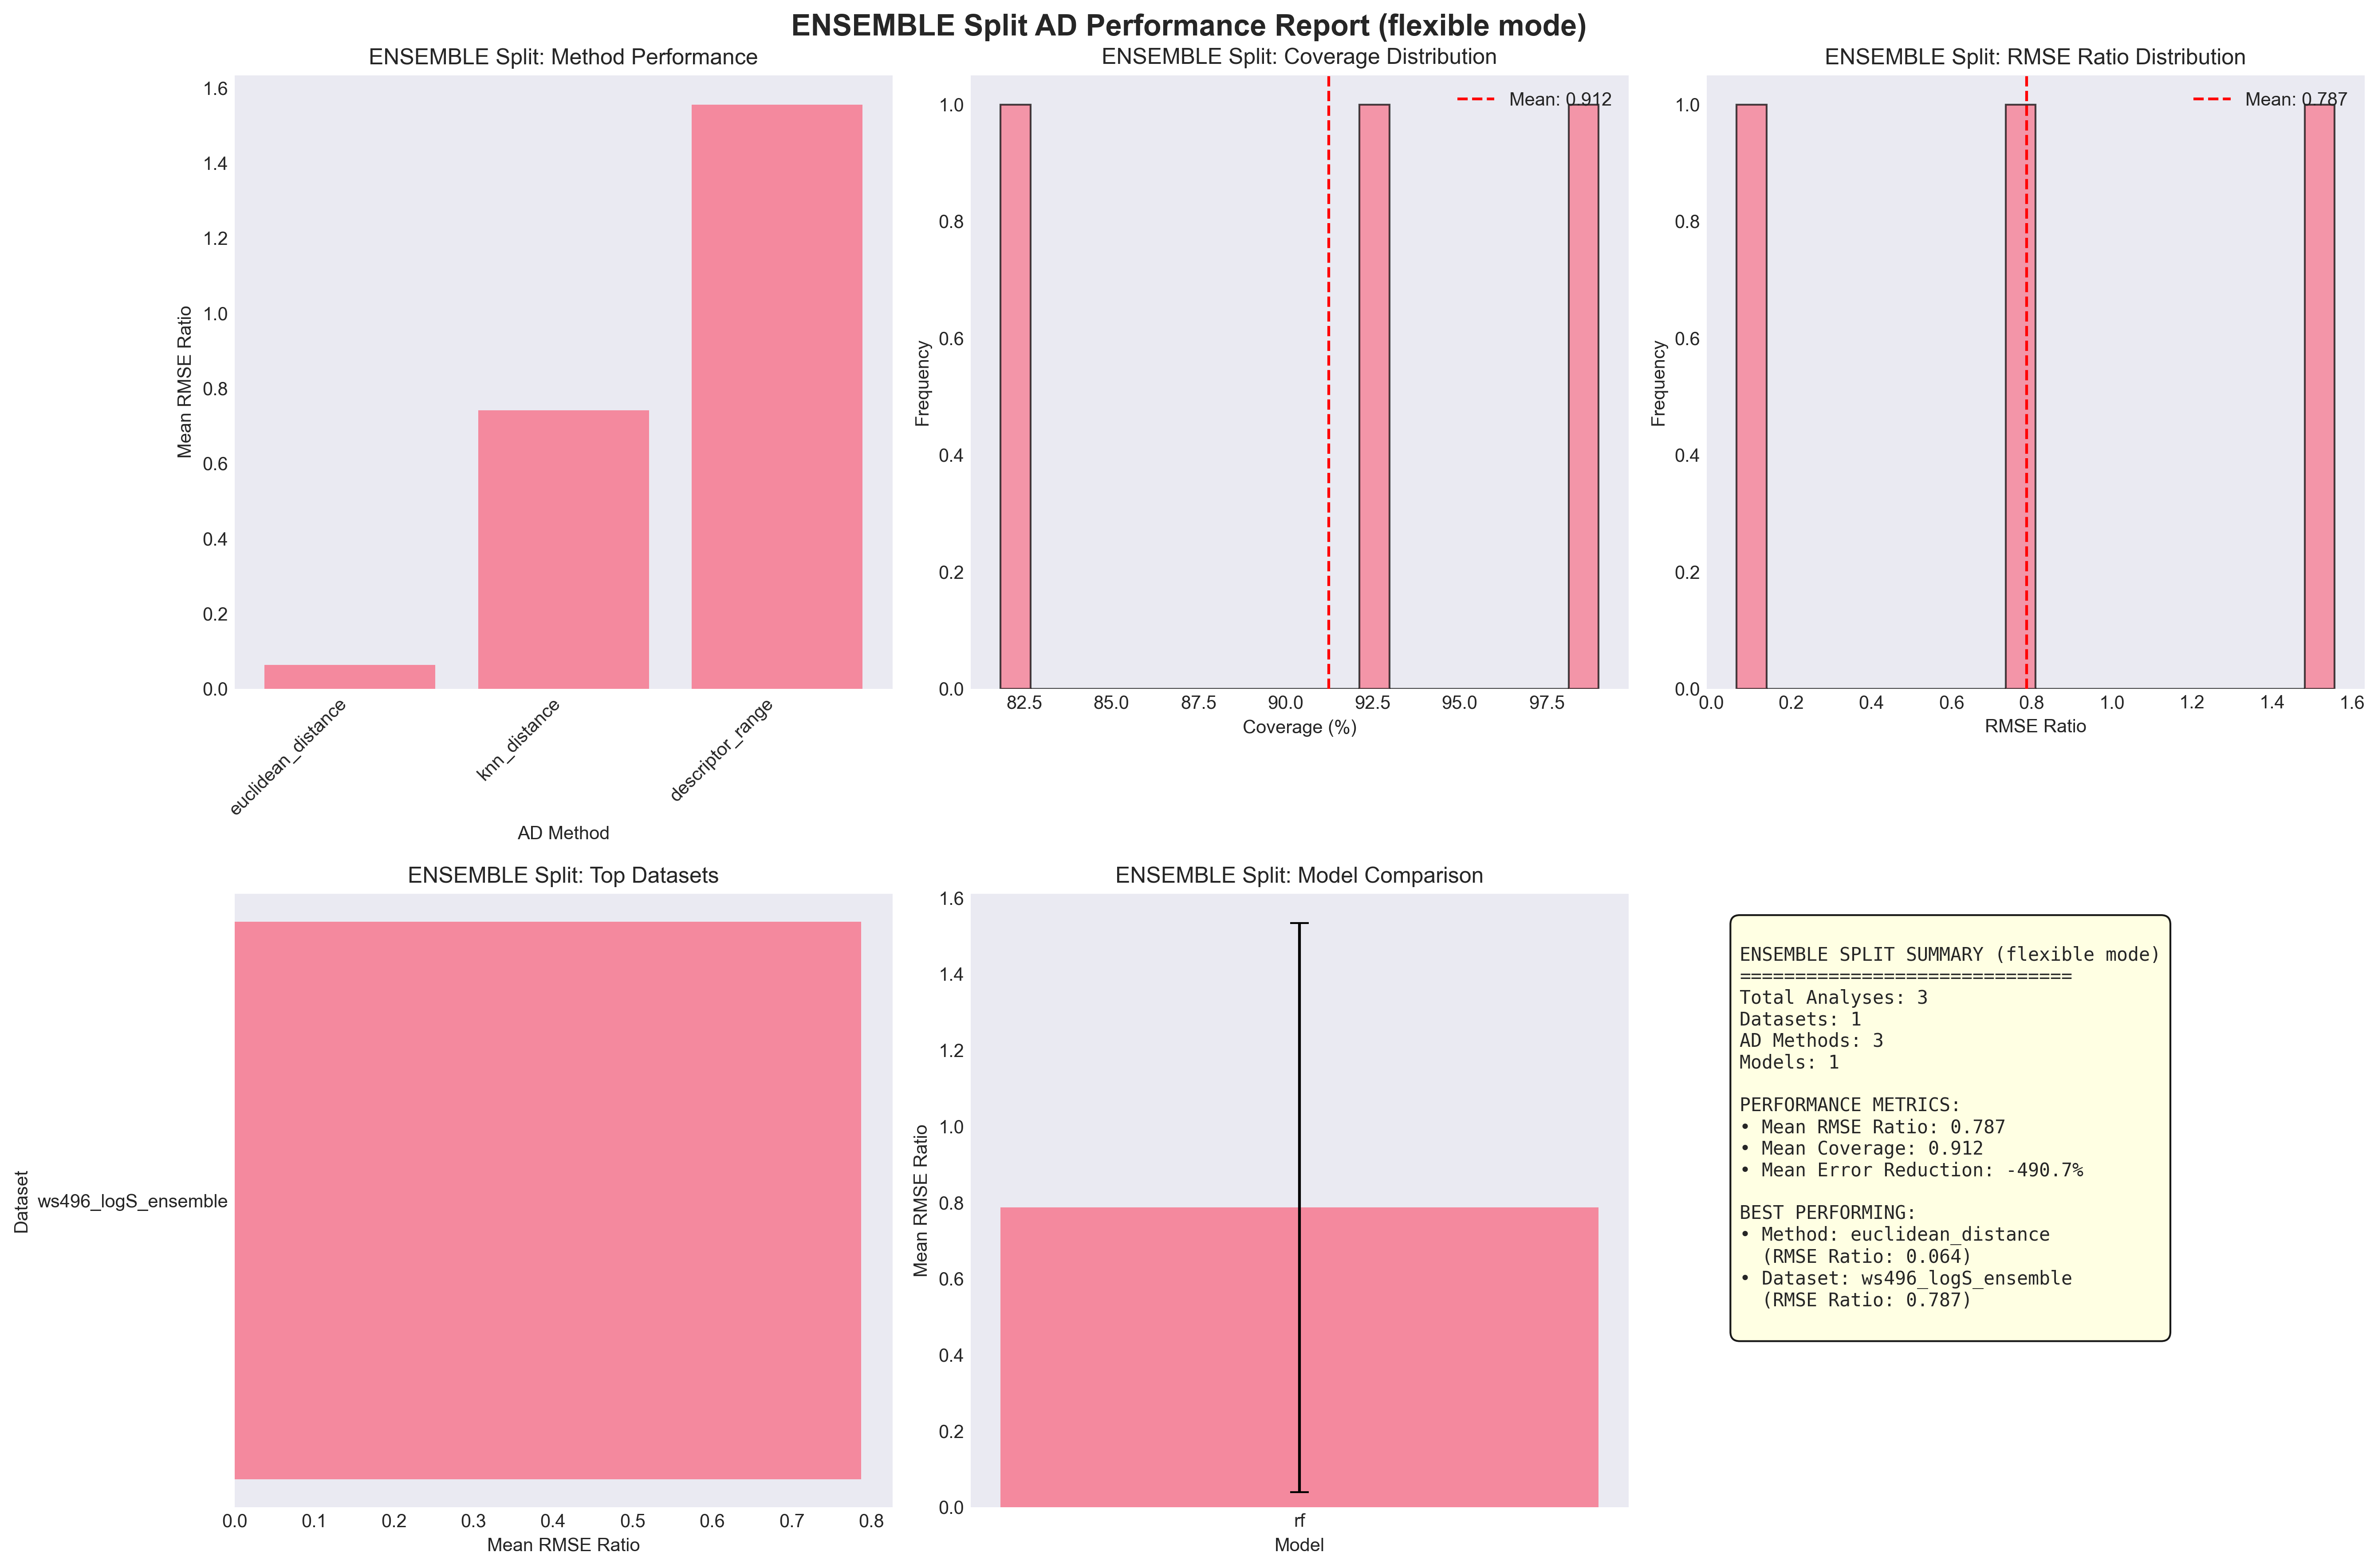 ENSEMBLE Split AD Performance Report (flexible mode)
ENSEMBLE Split: Method Performance
Mean RMSE Ratio
1.6
1.4
1.2
1.0
0.8
0.6
0.4
0.2
0.0
euclidean_distance
knn_distance
descriptor_range
AD Method
ENSEMBLE Split: Coverage Distribution
Mean: 0.912
Frequency
1.0
0.8
0.6
0.4
0.2
0.0
82.5 85.0 87.5 90.0 92.5 95.0 97.5
Coverage (%)
ENSEMBLE Split: RMSE Ratio Distribution
Mean: 0.787
Frequency
1.0
0.8
0.6
0.4
0.2
0.0
0.0 0.2 0.4 0.6 0.8 1.0 1.2 1.4 1.6
RMSE Ratio
ENSEMBLE Split: Top Datasets
Dataset
ws496_logS_ensemble
0.0 0.1 0.2 0.3 0.4 0.5 0.6 0.7 0.8
Mean RMSE Ratio
ENSEMBLE Split: Model Comparison
Mean RMSE Ratio
1.6
1.4
1.2
1.0
0.8
0.6
0.4
0.2
0.0
rf
Model
ENSEMBLE SPLIT SUMMARY (flexible mode)
==============================
Total Analyses: 3
Datasets: 1
AD Methods: 3
Models: 1
PERFORMANCE METRICS:
• Mean RMSE Ratio: 0.787
• Mean Coverage: 0.912
• Mean Error Reduction: -490.7%
BEST PERFORMING:
• Method: euclidean_distance
(RMSE Ratio: 0.064)
• Dataset: ws496_logS_ensemble
(RMSE Ratio: 0.787)